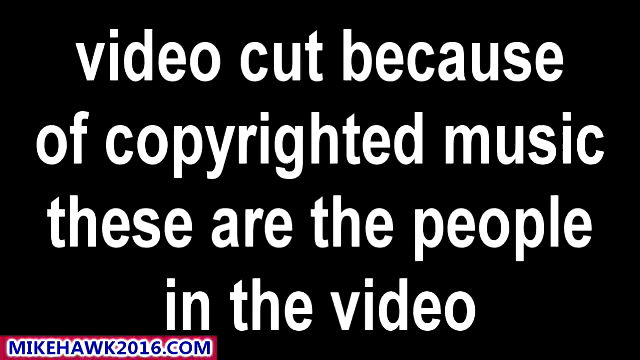 video cut because
of copyrighted music
these are the people
in the video
MIKEHAWK2016.COM